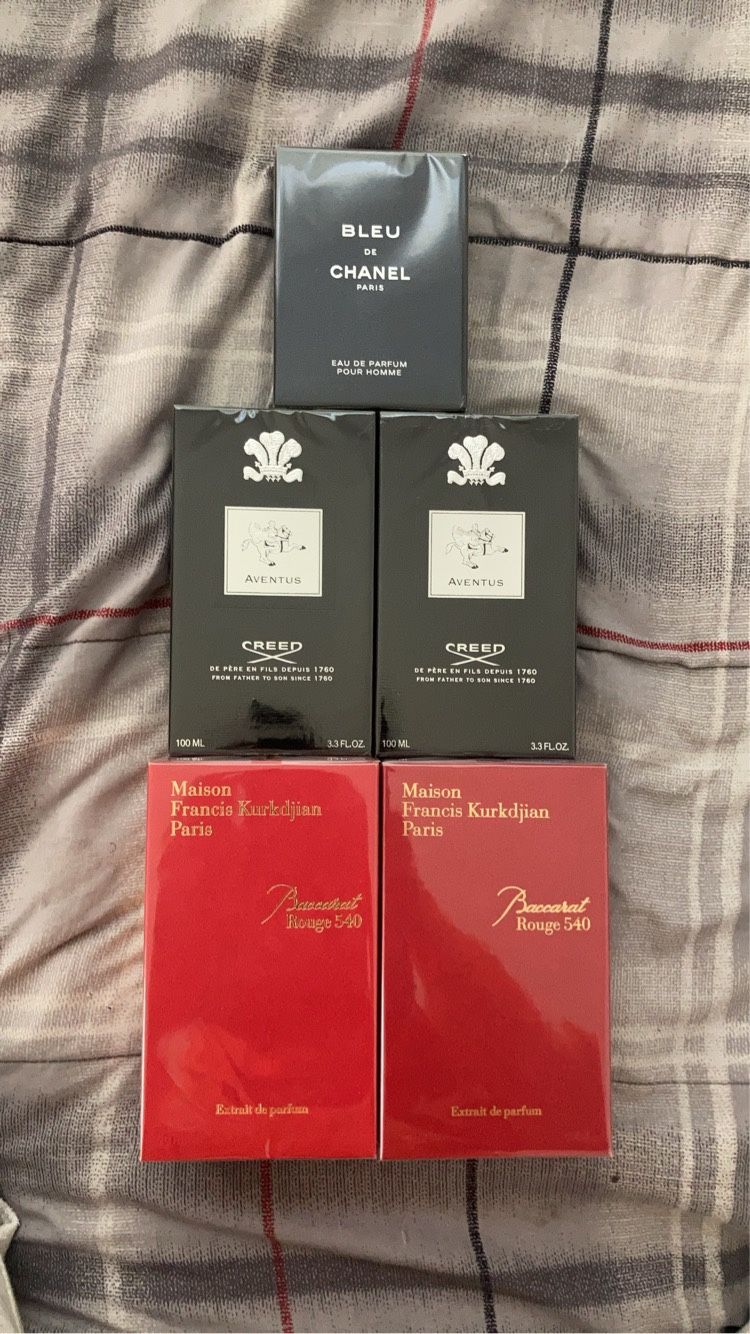 BLEU
DE
CHANEL
PARIS
EAU DE PARFUM
POUR HOMME
AVENTUS
CREED
DE PÈRE EN FILS DEPUIS 1760
FROM FATHER TO SON SINCE 1760
100 ML 3.3 FL.OZ.
AVENTUS
CREED
DE PÈRE EN FILS DEPUIS 1760
FROM FATHER TO SON SINCE 1760
100 ML 3.3 FL.OZ.
Maison
Francis Kurkdjian
Paris
Baccarat
Rouge 540
Extrait de parfum
Maison
Francis Kurkdjian
Paris
Baccarat
Rouge 540
Extrait de parfum